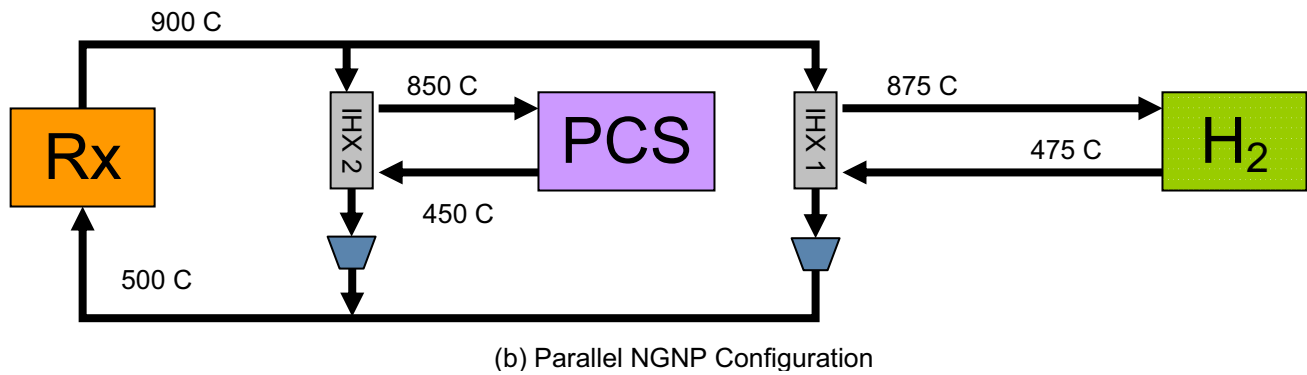 900 C
850 C
875 C
Rx
IHX 2
PCS
IHX 1
H₂
450 C
475 C
500 C
(b) Parallel NGNP Configuration